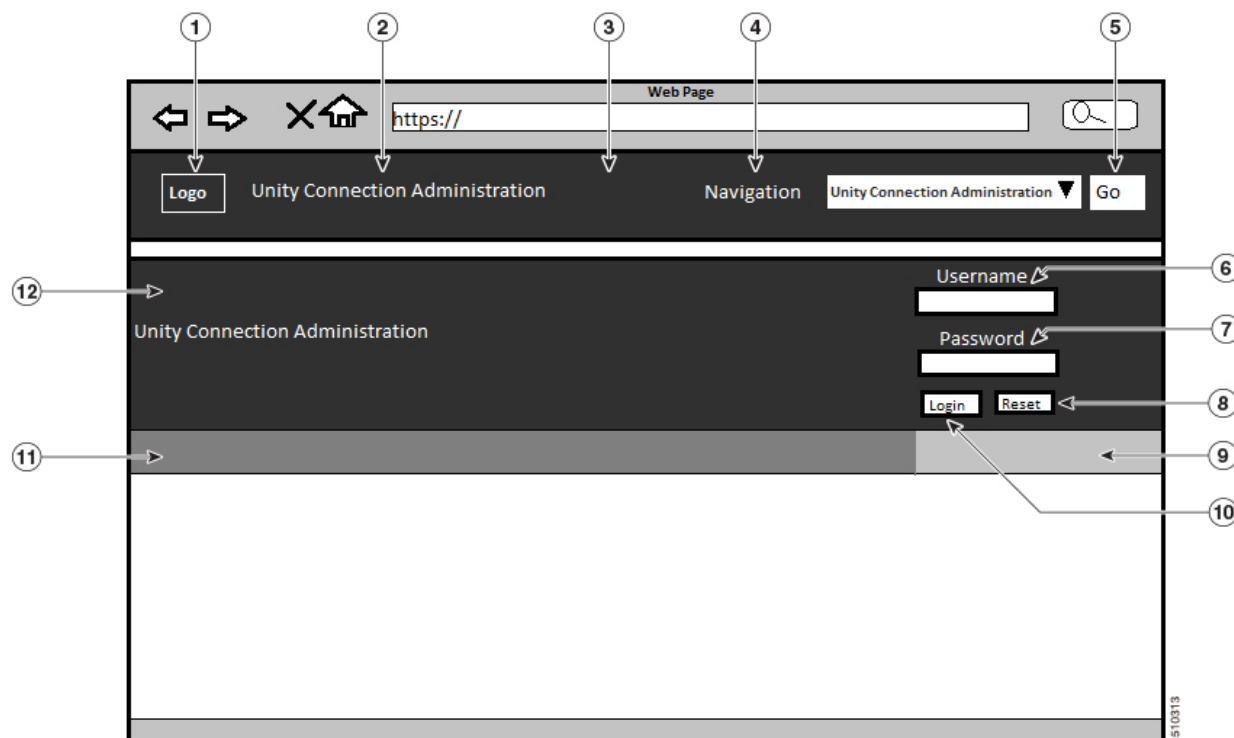 1 2 3 4 5
Web Page
https://
Logo Unity Connection Administration Navigation Unity Connection Administration Go
6
Username
12
Unity Connection Administration
7
Password
Login Reset 8
11 9
10
510313